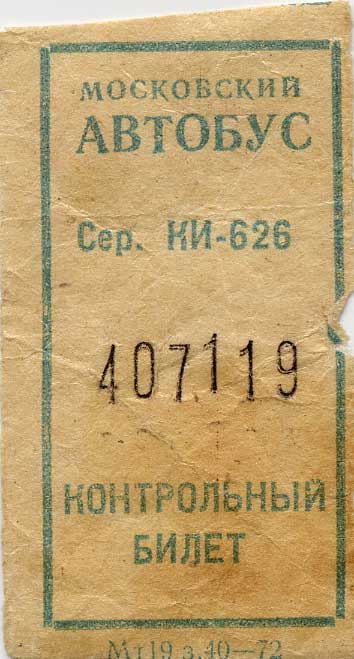 МОСКОВСКИЙ
АВТОБУС
Сер. КИ-626
407119
КОНТРОЛЬНЫЙ
БИЛЕТ
Мт19 з.40—72